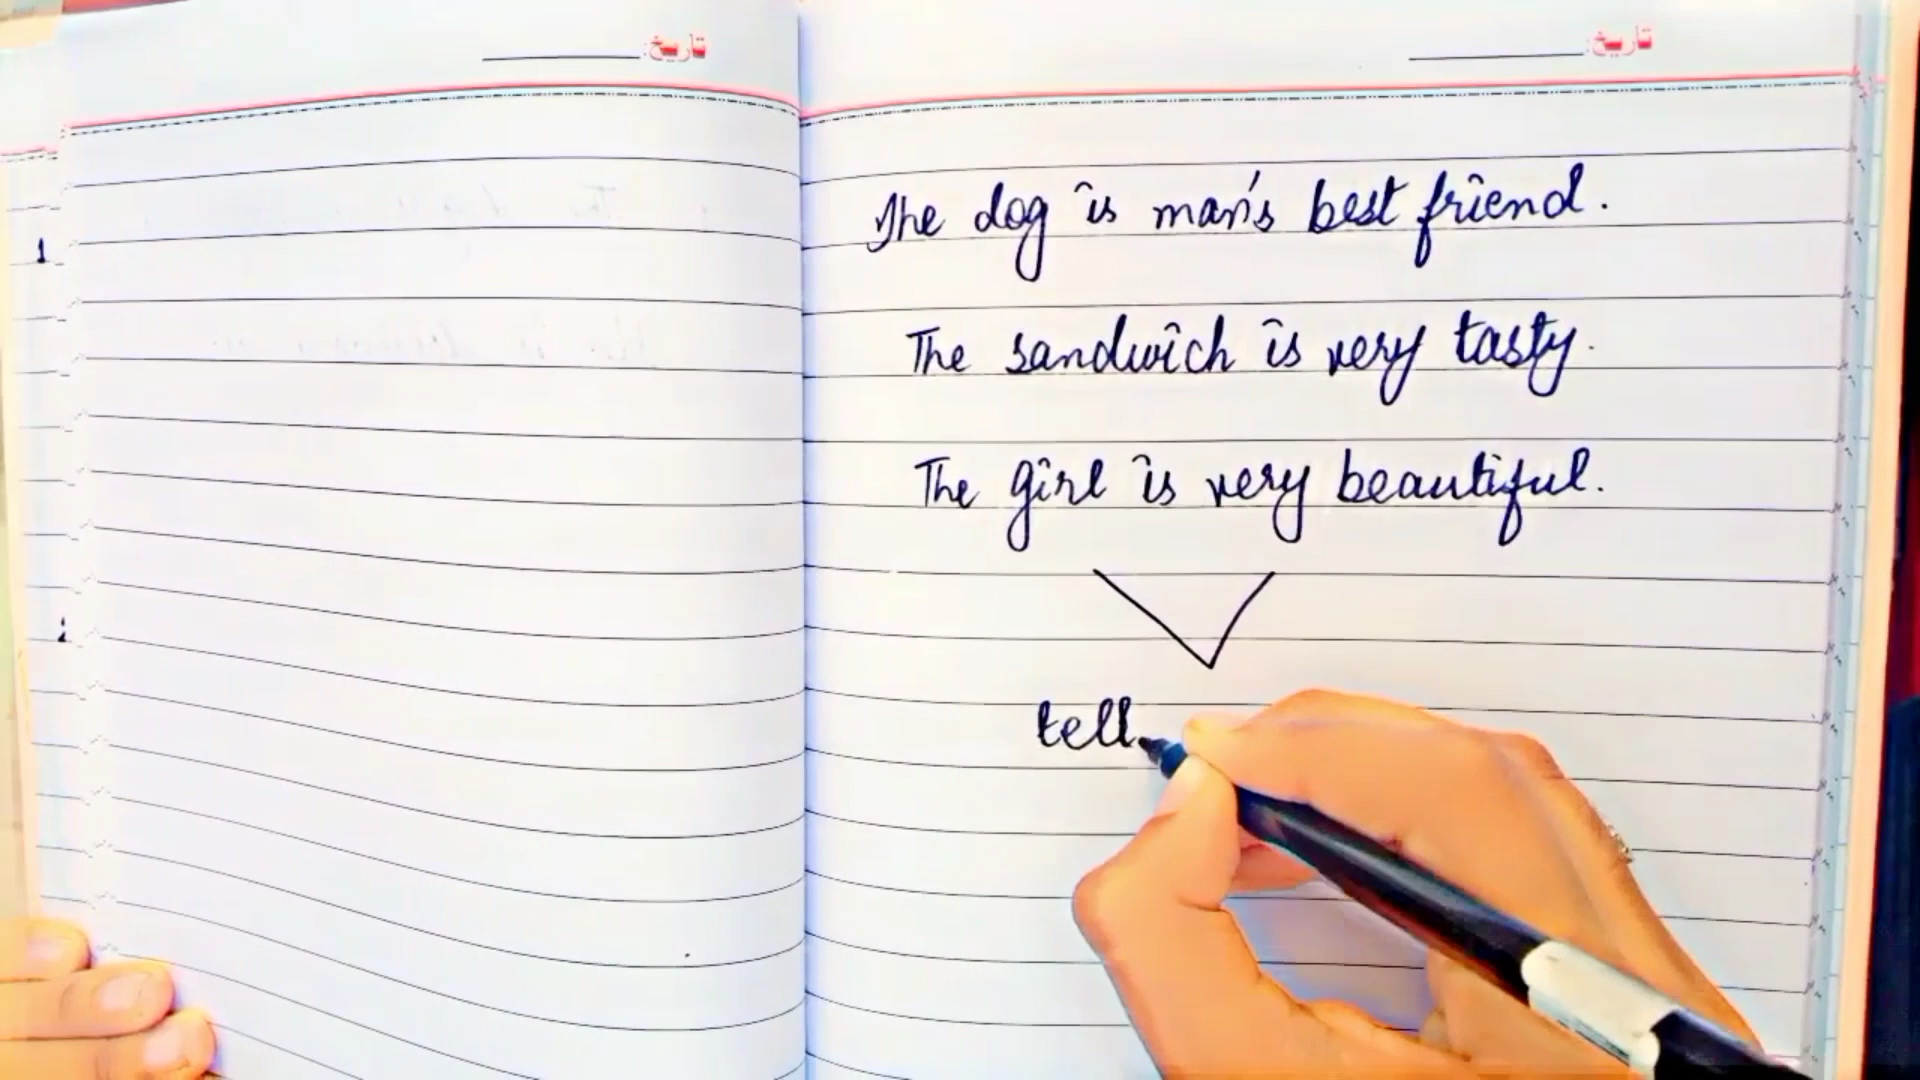 تاریخ: تاریخ:
The dog is man's best friend.
The sandwich is very tasty.
The girl is very beautiful.
tell